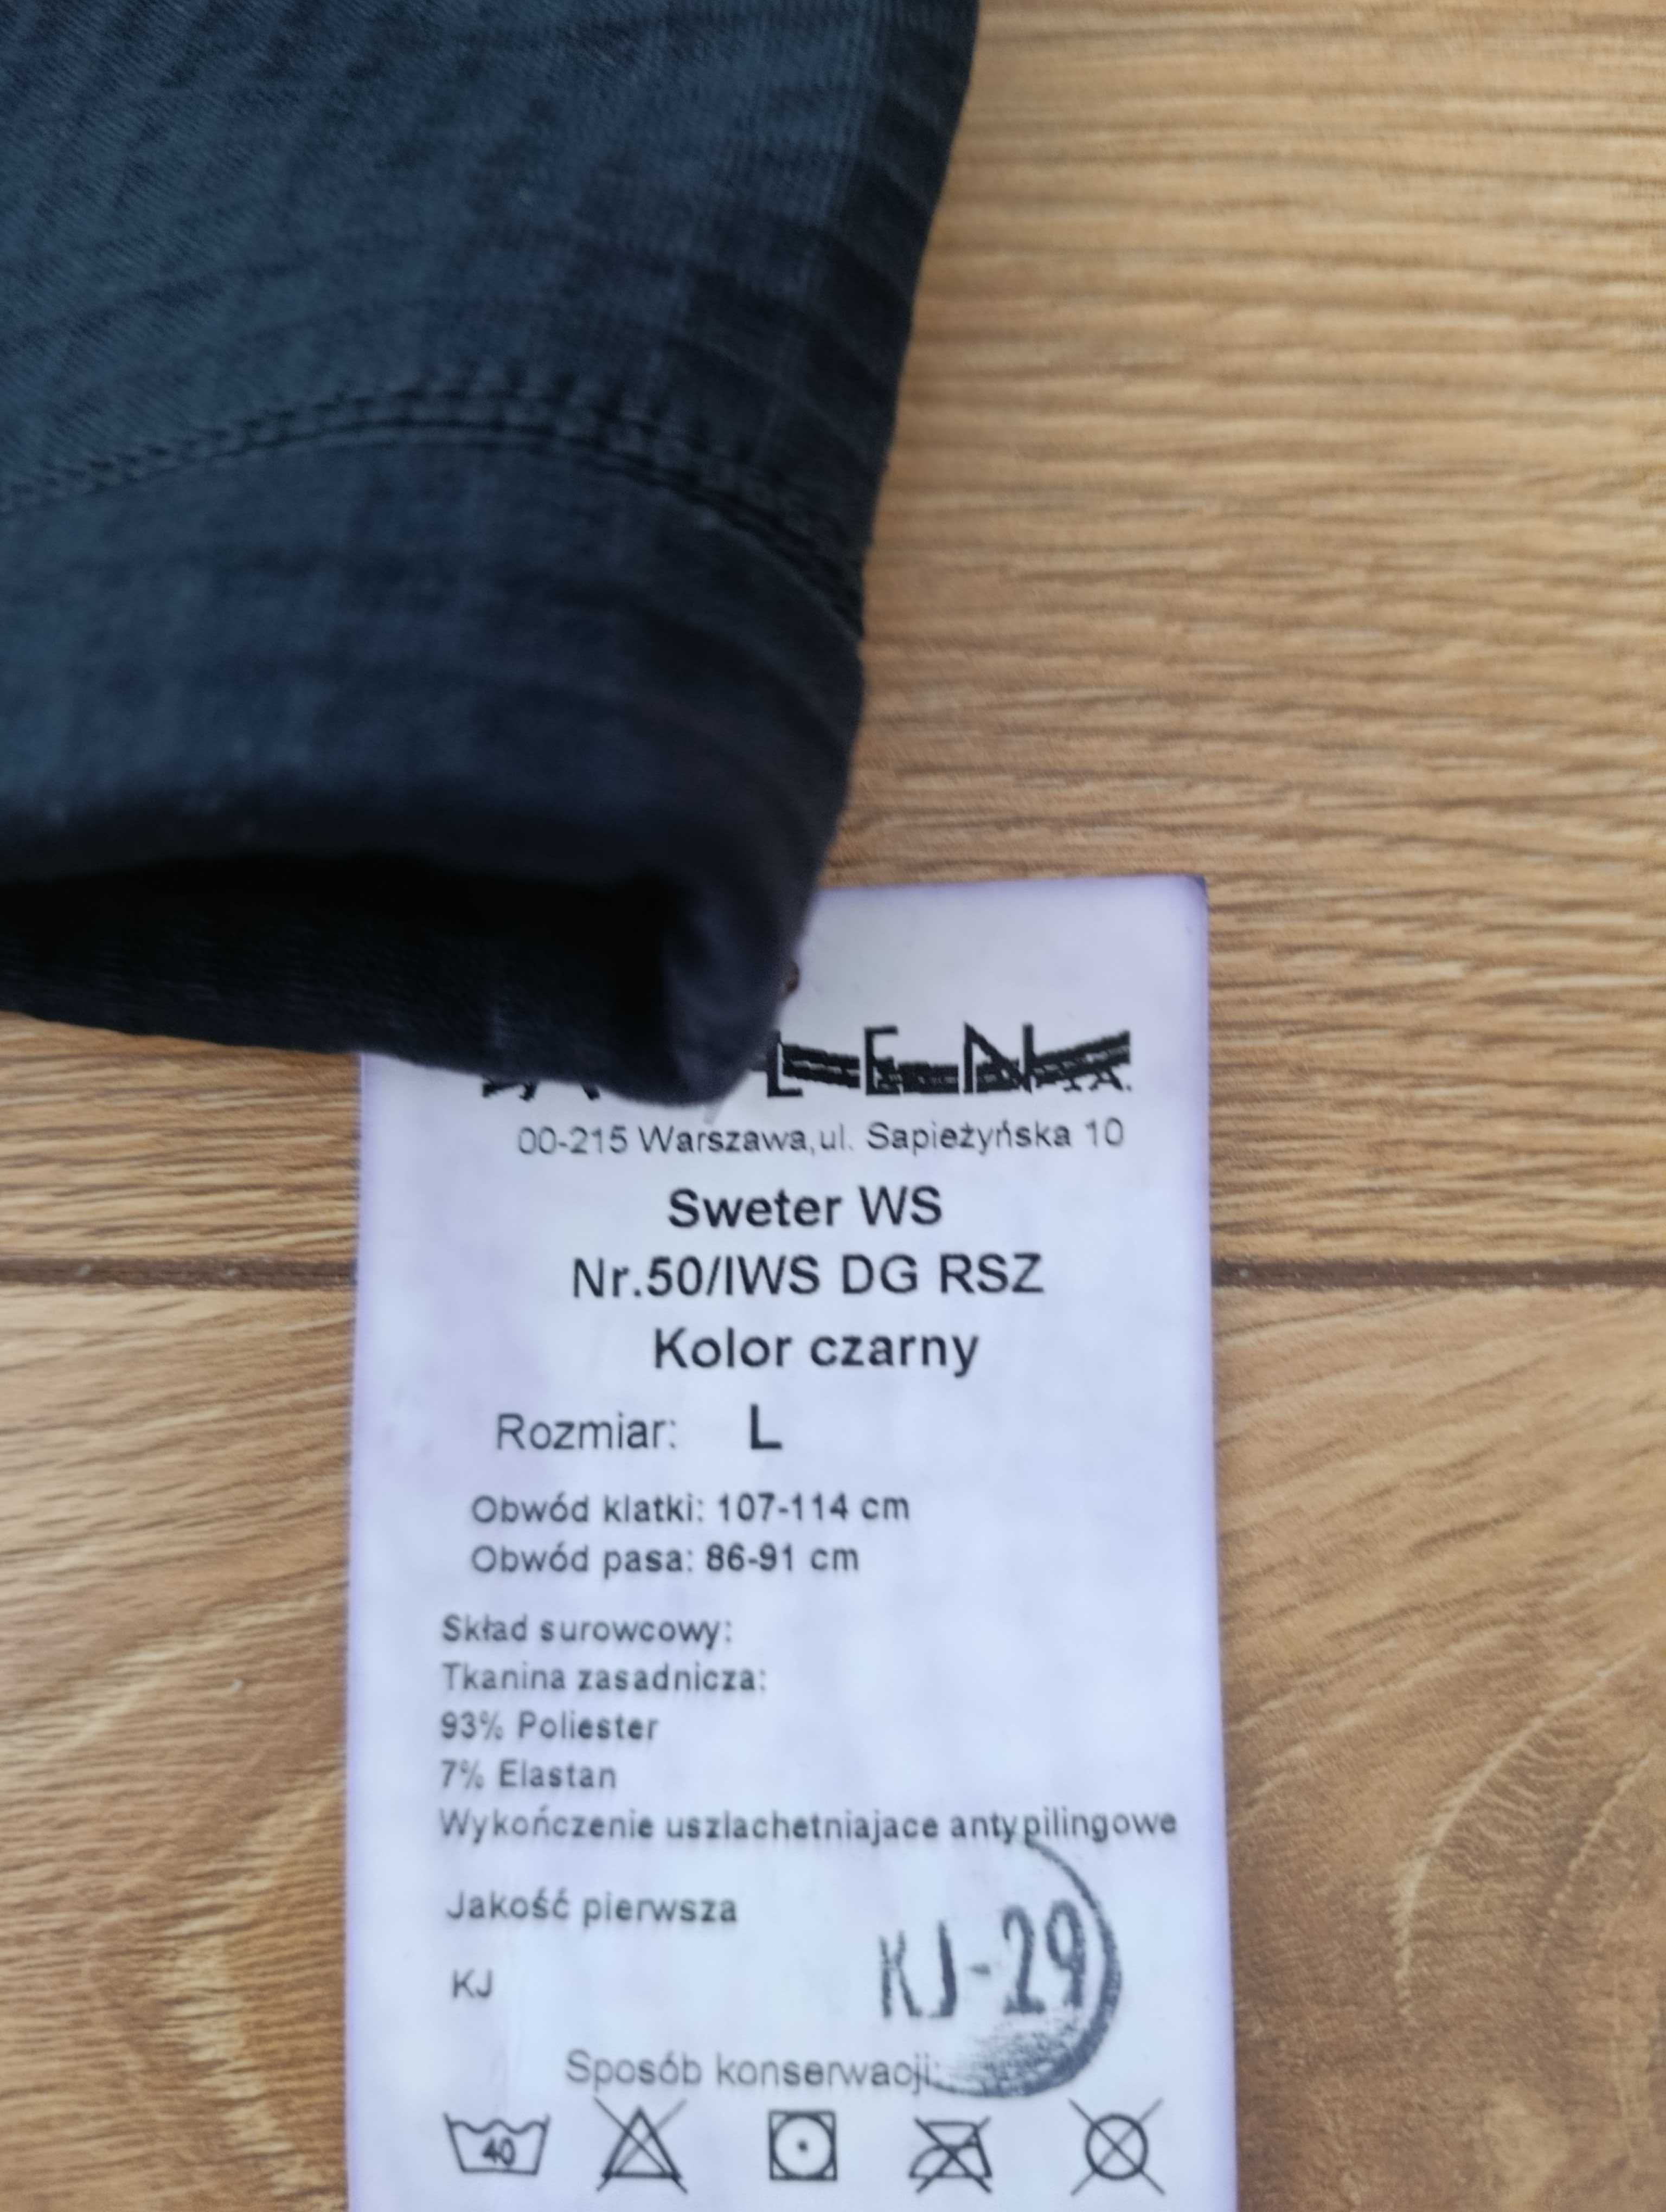 00-215 Warszawa,ul. Sapieżyńska 10
Sweter WS
Nr.50/IWS DG RSZ
Kolor czarny
Rozmiar: L
Obwód klatki: 107-114 cm
Obwód pasa: 86-91 cm
Skład surowcowy:
Tkanina zasadnicza:
93% Poliester
7% Elastan
Wykończenie uszlachetniajace antypilingowe
Jakość pierwsza
KJ
KJ-29
Sposób konserwacji:
40